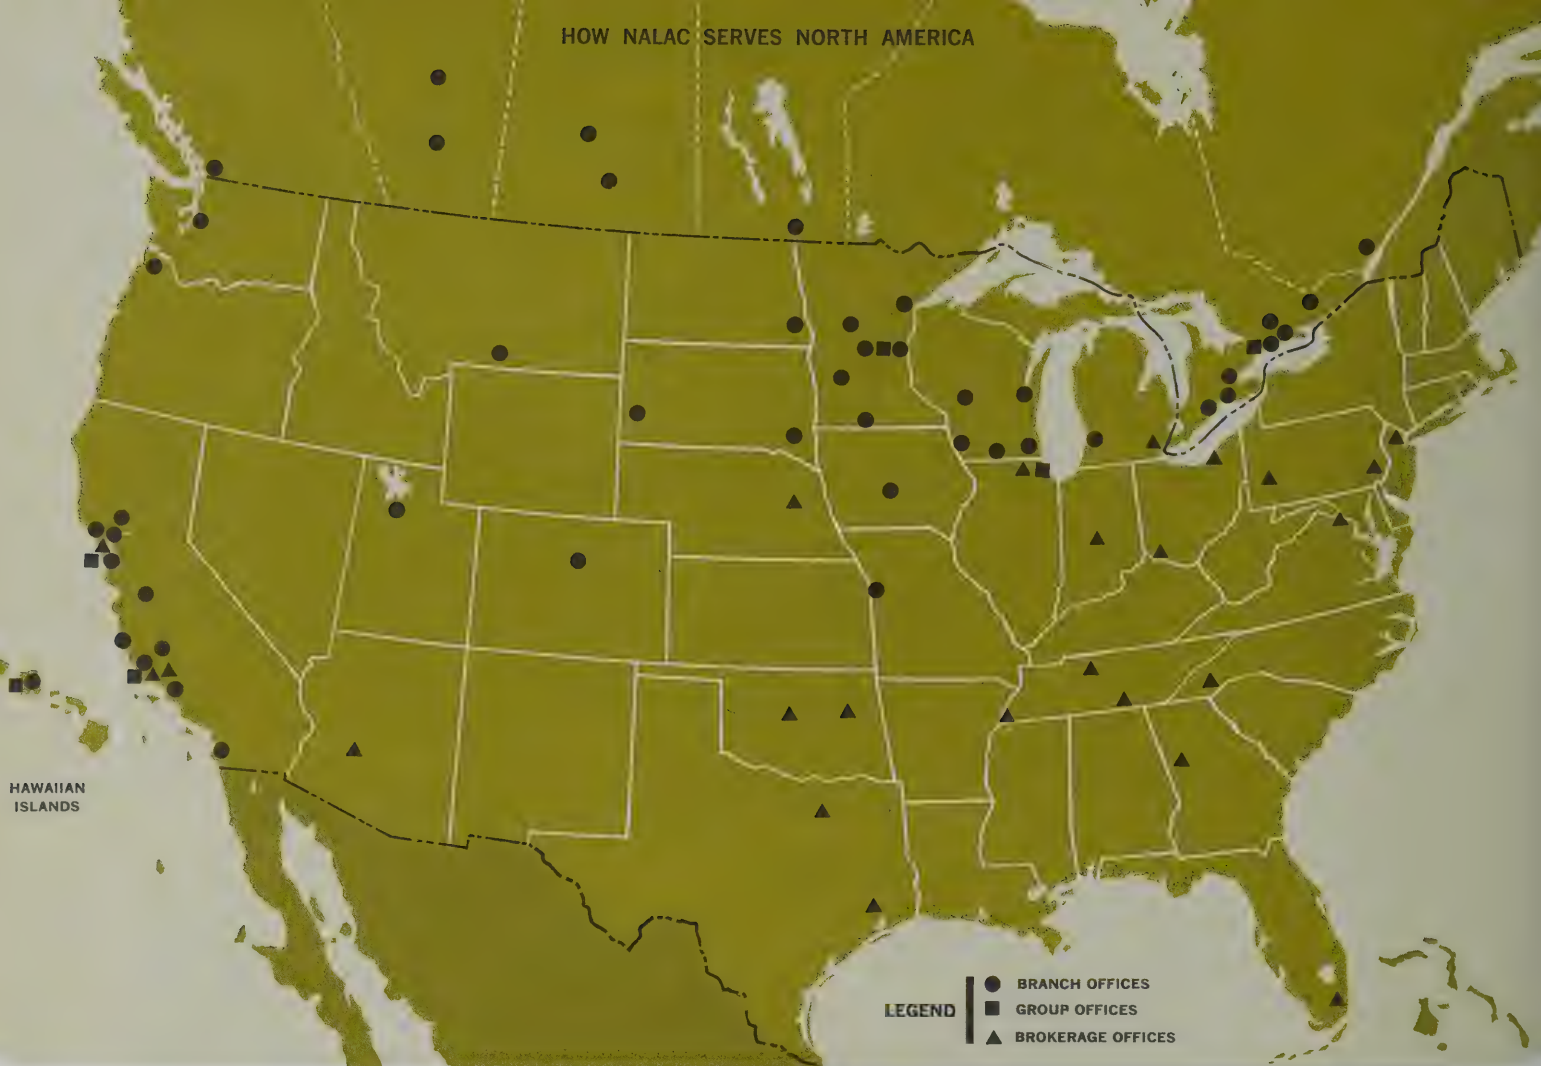 HOW NALAC SERVES NORTH AMERICA
HAWAIIAN
ISLANDS
LEGEND
BRANCH OFFICES
GROUP OFFICES
BROKERAGE OFFICES